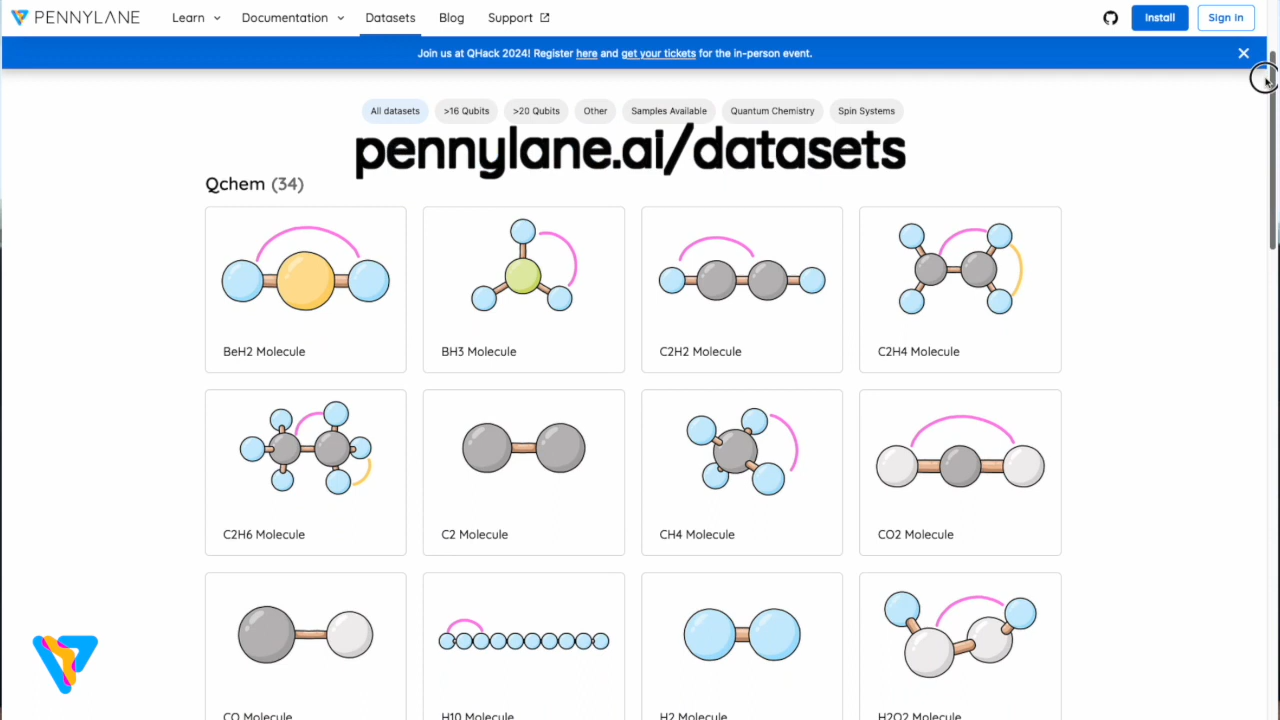 PENNYLANE Learn Documentation Datasets Blog Support Install Sign in
Join us at QHack 2024! Register here and get your tickets for the in-person event.
All datasets >16 Qubits >20 Qubits Other Samples Available Quantum Chemistry Spin Systems
pennylane.ai/datasets
Qchem (34)
BeH2 Molecule BH3 Molecule C2H2 Molecule C2H4 Molecule
C2H6 Molecule C2 Molecule CH4 Molecule CO2 Molecule
CO Molecule H10 Molecule H2 Molecule H2O2 Molecule